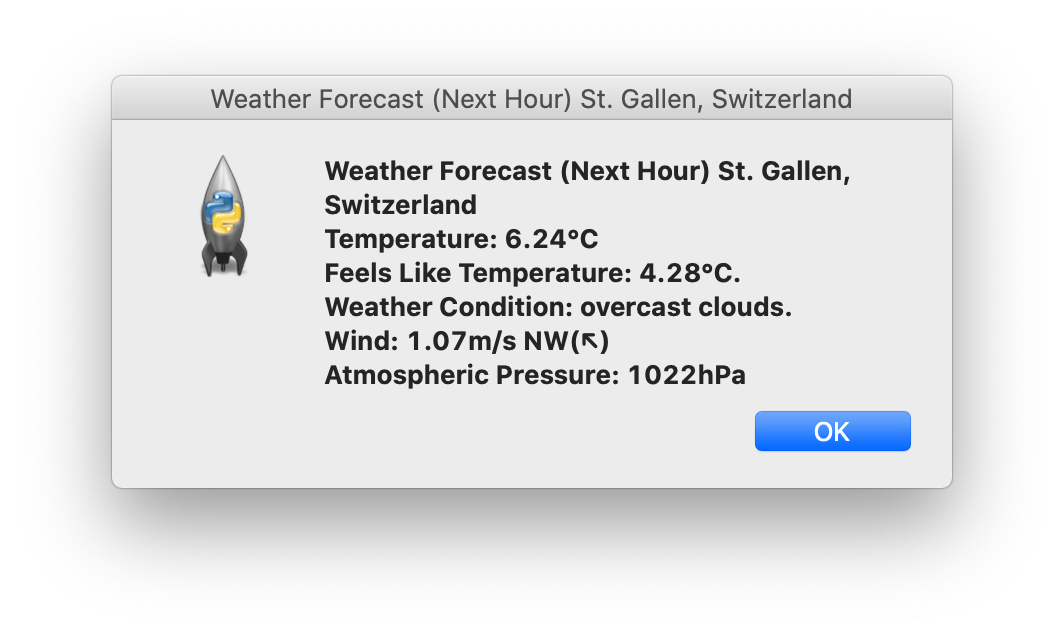 Weather Forecast (Next Hour) St. Gallen, Switzerland
Weather Forecast (Next Hour) St. Gallen,
Switzerland
Temperature: 6.24°C
Feels Like Temperature: 4.28°C.
Weather Condition: overcast clouds.
Wind: 1.07m/s NW(↖)
Atmospheric Pressure: 1022hPa
OK